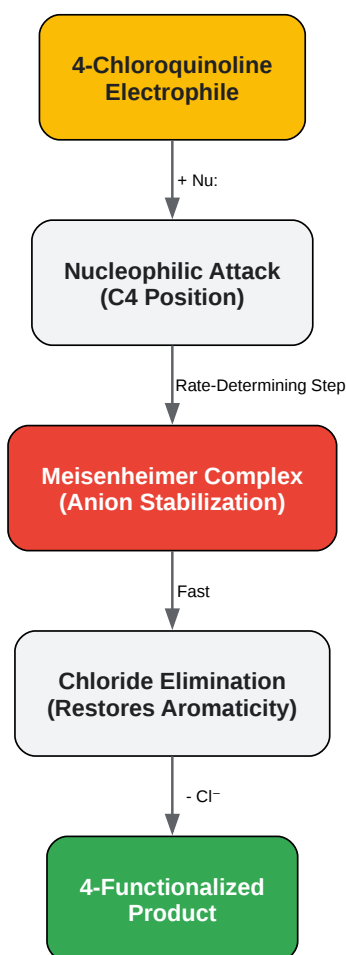 4-Chloroquinoline
Electrophile
+ Nu:
Nucleophilic Attack
(C4 Position)
Rate-Determining Step
Meisenheimer Complex
(Anion Stabilization)
Fast
Chloride Elimination
(Restores Aromaticity)
- Cl⁻
4-Functionalized
Product